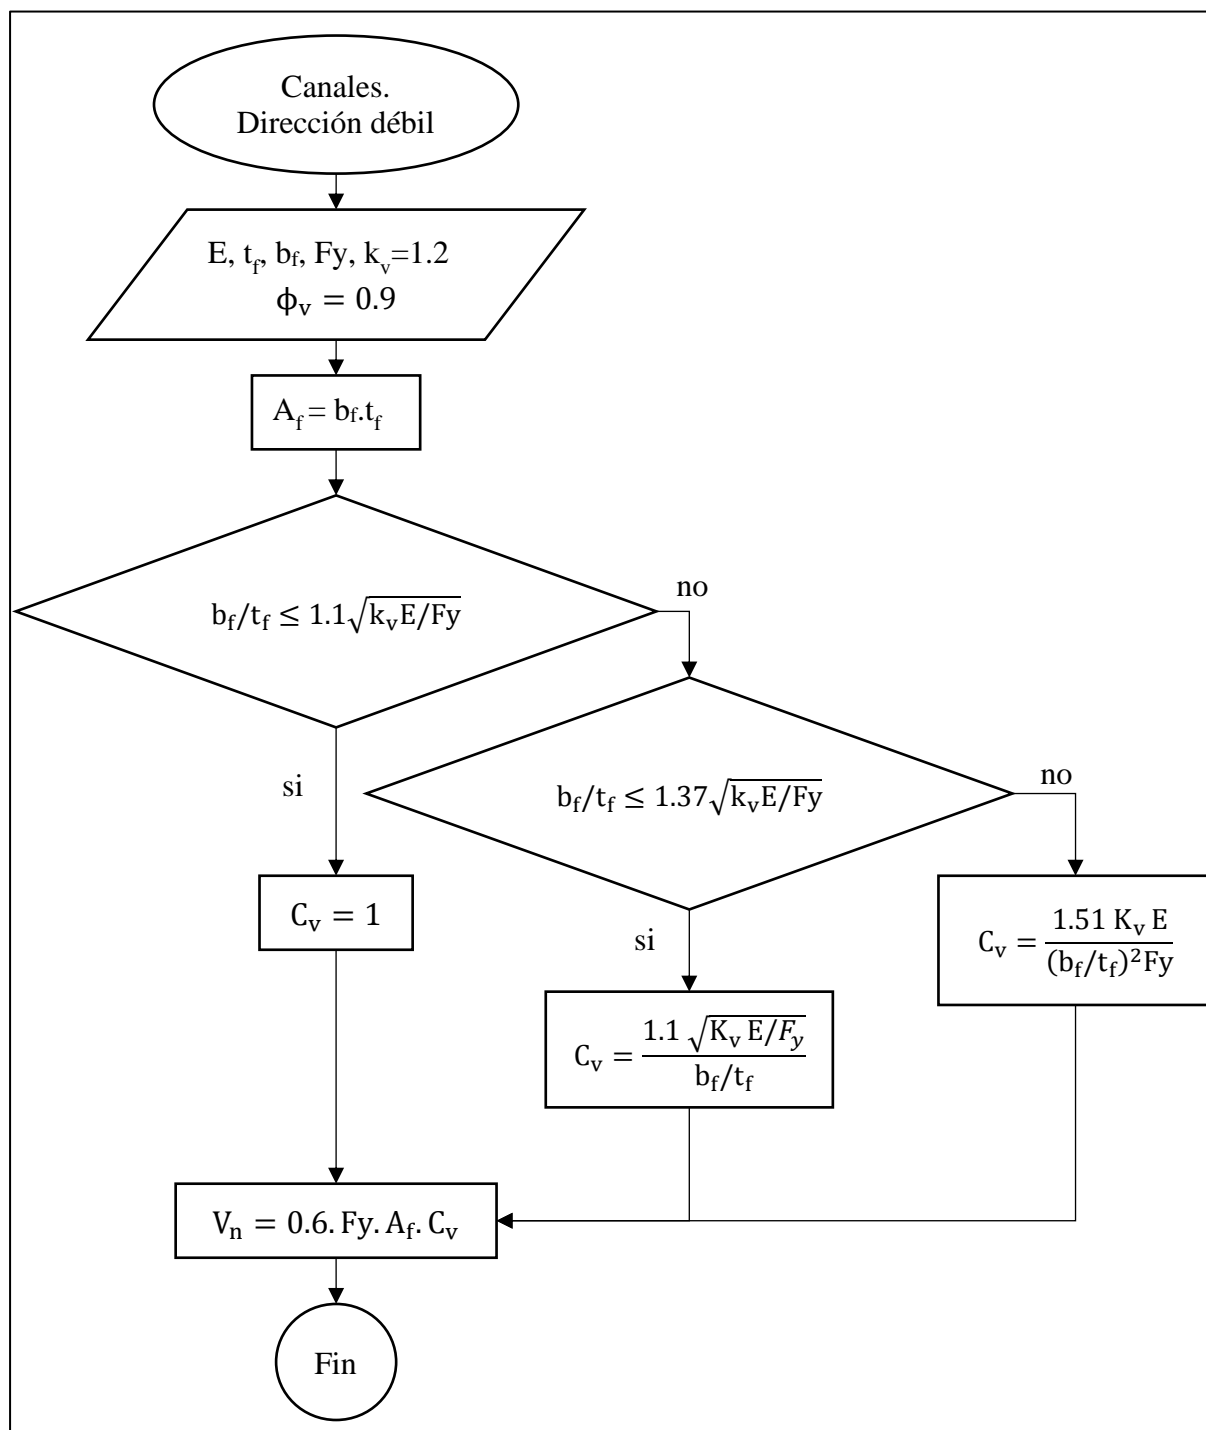 Canales.
Dirección débil
E, t_f, b_f, Fy, k_v=1.2
ϕ_v = 0.9
A_f = b_f.t_f
b_f/t_f ≤ 1.1√(k_vE/Fy)
no
si
b_f/t_f ≤ 1.37√(k_vE/Fy)
no
C_v = 1
si
C_v = 1.51 K_v E / (b_f/t_f)²Fy
C_v = 1.1 √(K_v E/F_y) / b_f/t_f
V_n = 0.6. Fy. A_f. C_v
Fin